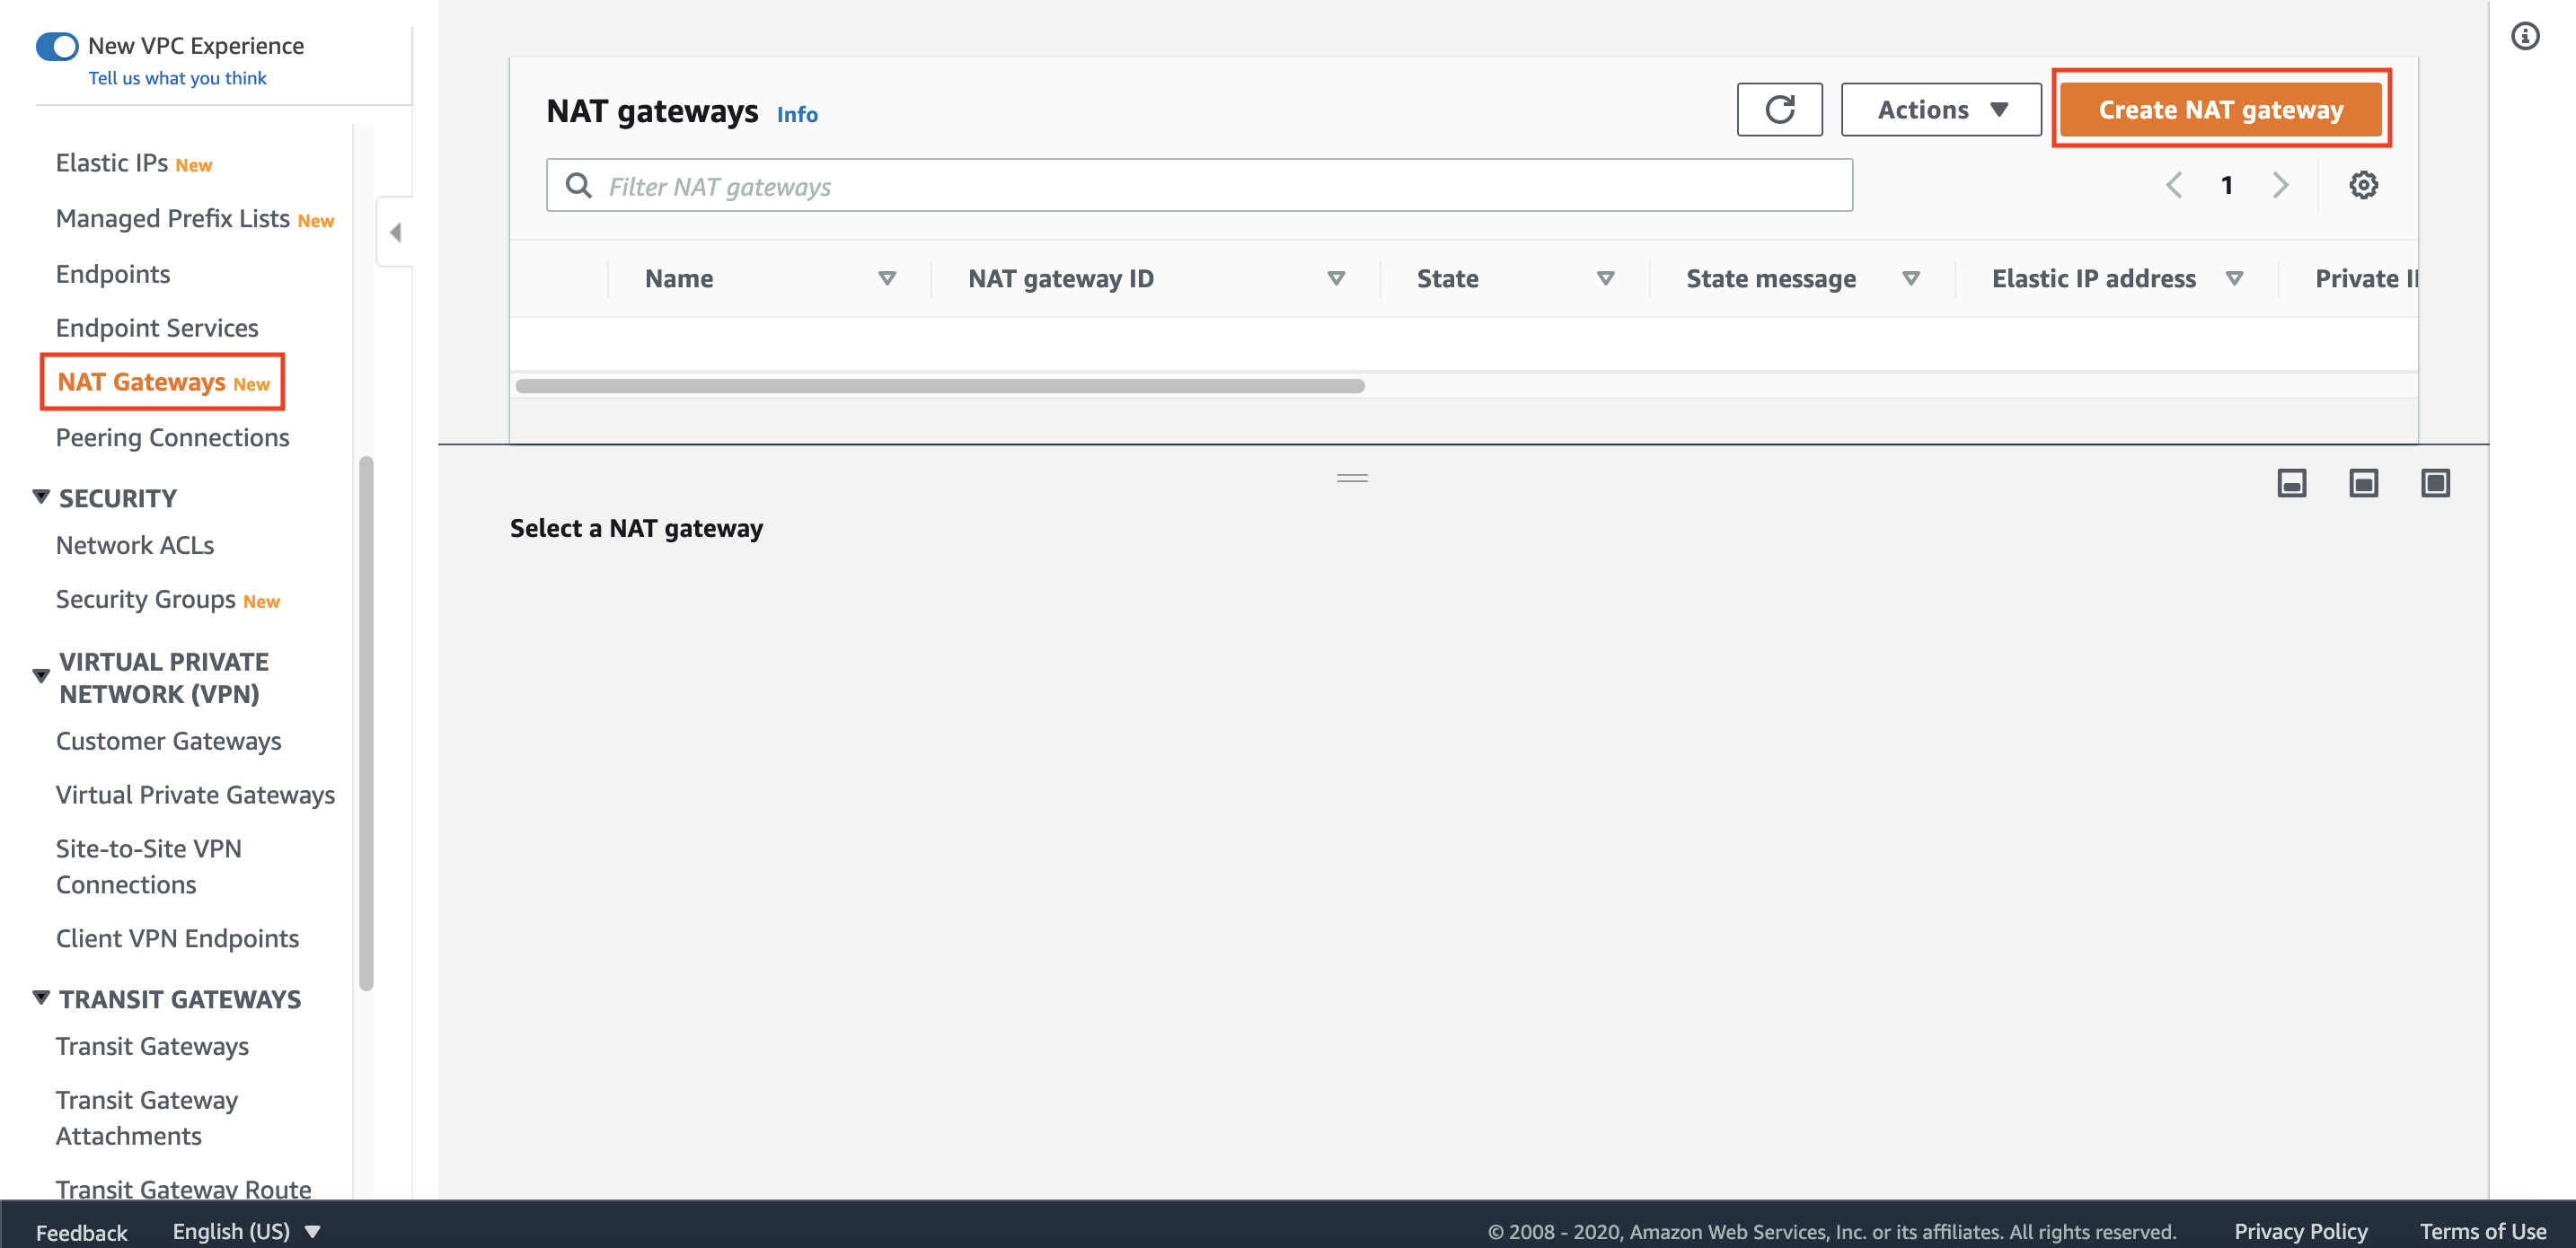 New VPC Experience
Tell us what you think
Elastic IPs New
Managed Prefix Lists New
Endpoints
Endpoint Services
NAT Gateways New
Peering Connections
SECURITY
Network ACLs
Security Groups New
VIRTUAL PRIVATE
NETWORK (VPN)
Customer Gateways
Virtual Private Gateways
Site-to-Site VPN
Connections
Client VPN Endpoints
TRANSIT GATEWAYS
Transit Gateways
Transit Gateway
Attachments
Transit Gateway Route
NAT gateways Info
Actions
Create NAT gateway
Filter NAT gateways
1
Name NAT gateway ID State State message Elastic IP address Private
Select a NAT gateway
Feedback English (US) © 2008 - 2020, Amazon Web Services, Inc. or its affiliates. All rights reserved. Privacy Policy Terms of Use